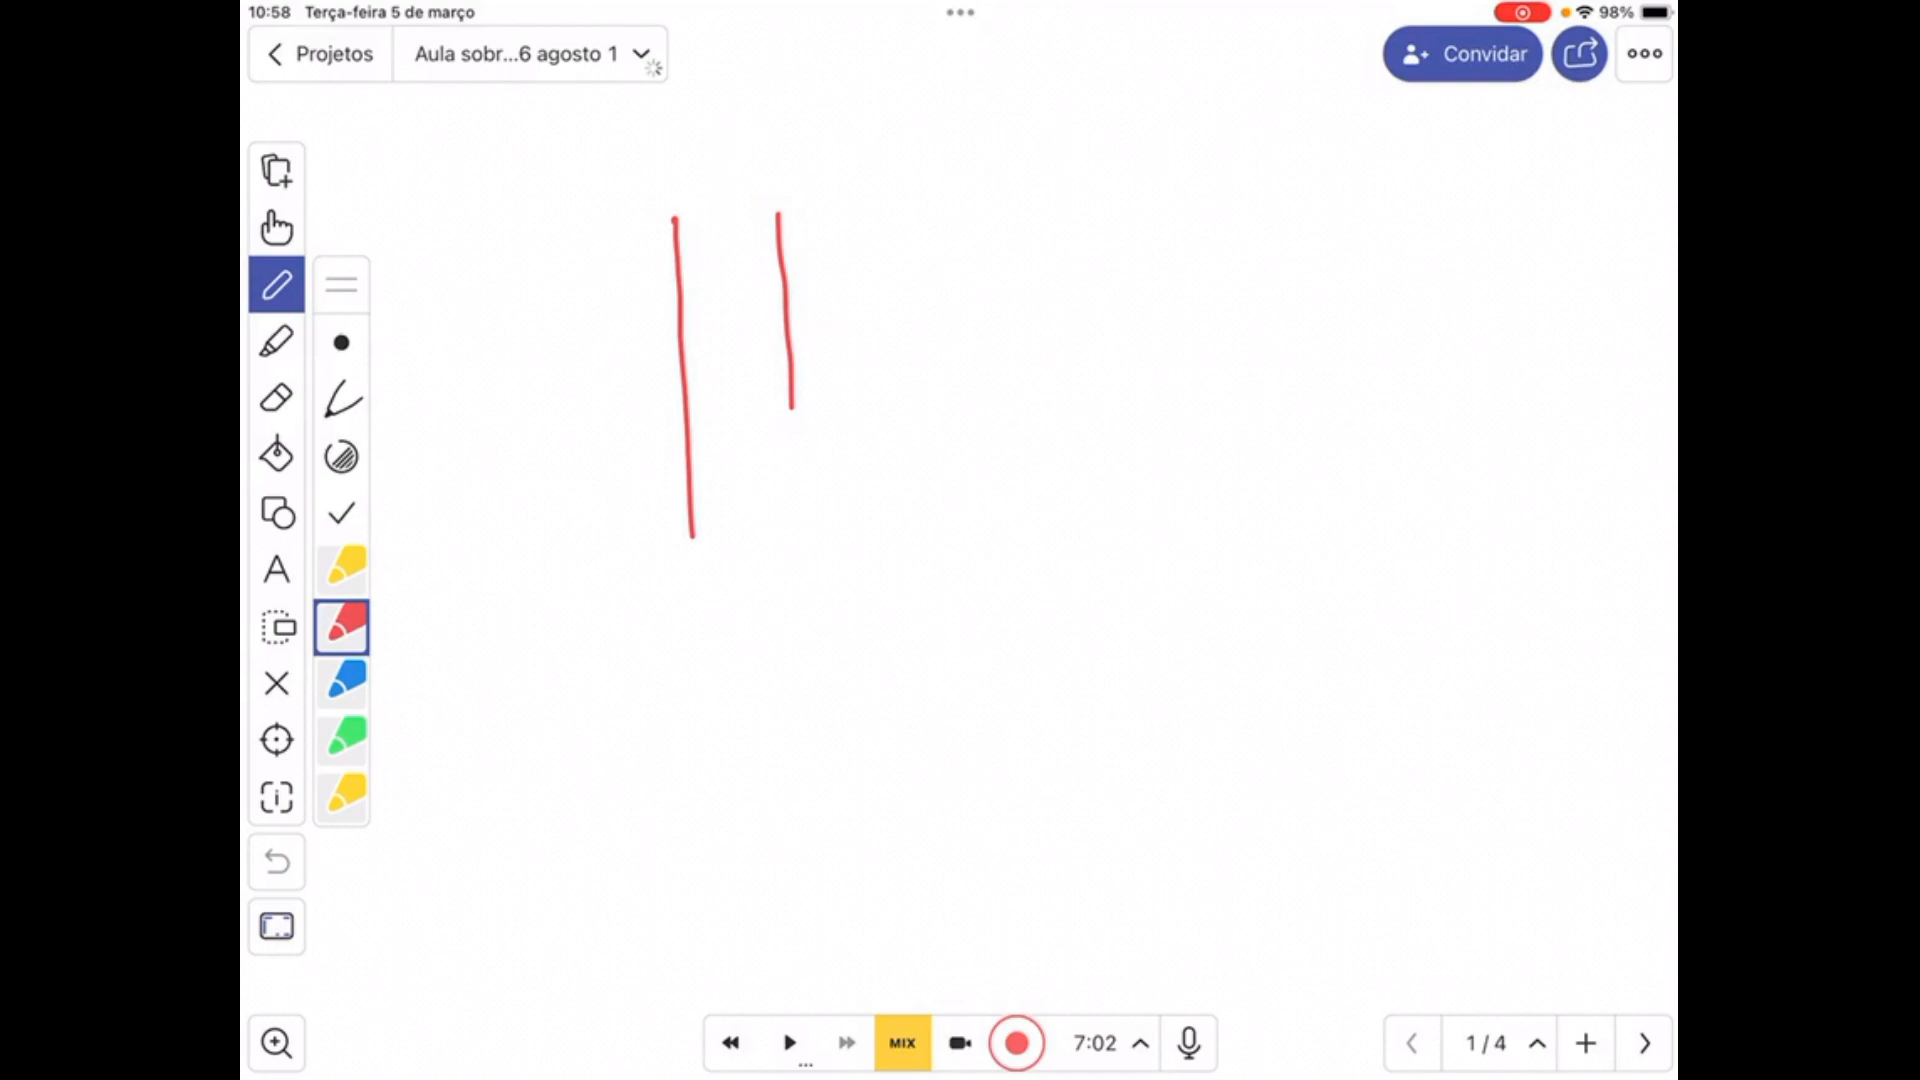 10:58 Terça-feira 5 de março
98%
Projetos
Aula sobr...6 agosto 1
Convidar
A
MIX
7:02
1 / 4